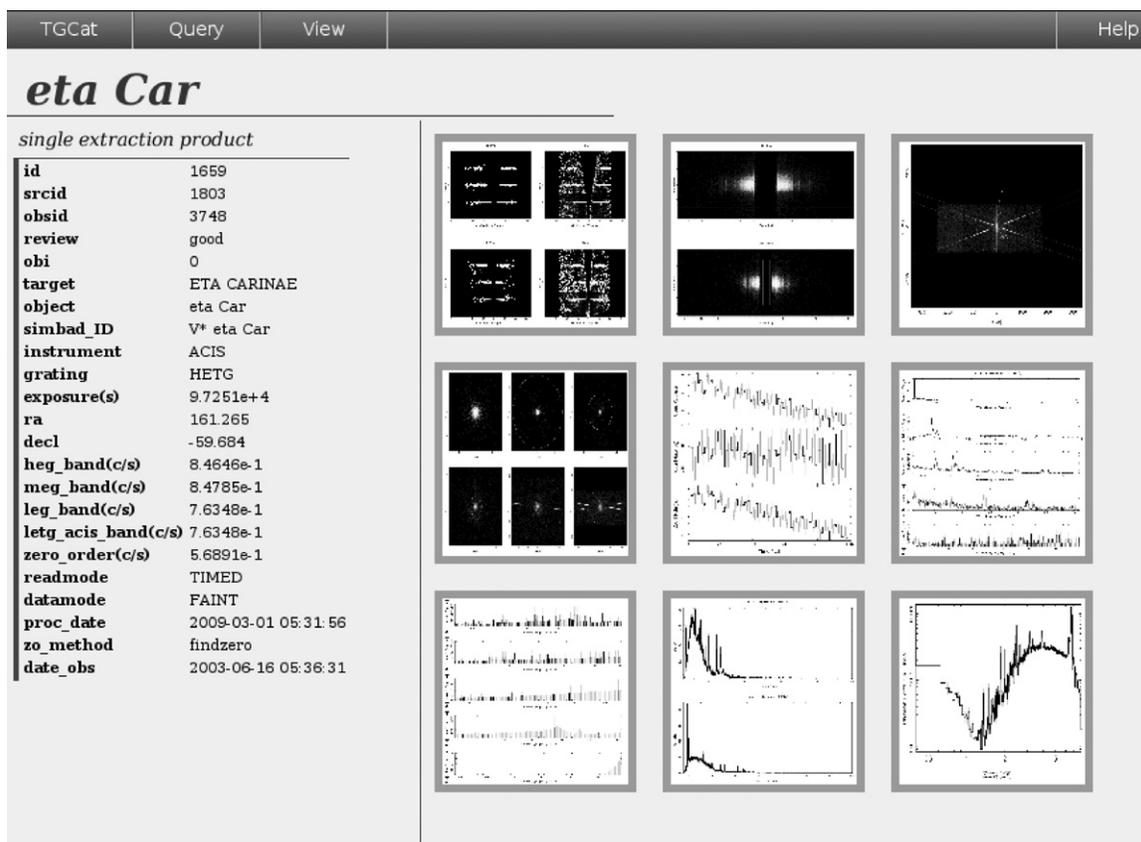 TGCat Query View Help
eta Car
single extraction product
id 1659
srcid 1803
obsid 3748
review good
obi 0
target ETA CARINAE
object eta Car
simbad_ID V* eta Car
instrument ACIS
grating HETG
exposure(s) 9.7251e+4
ra 161.265
decl -59.684
heg_band(c/s) 8.4646e-1
meg_band(c/s) 8.4785e-1
leg_band(c/s) 7.6348e-1
letg_acis_band(c/s) 7.6348e-1
zero_order(c/s) 5.6891e-1
readmode TIMED
datamode FAINT
proc_date 2009-03-01 05:31:56
zo_method findzero
date_obs 2003-06-16 05:36:31